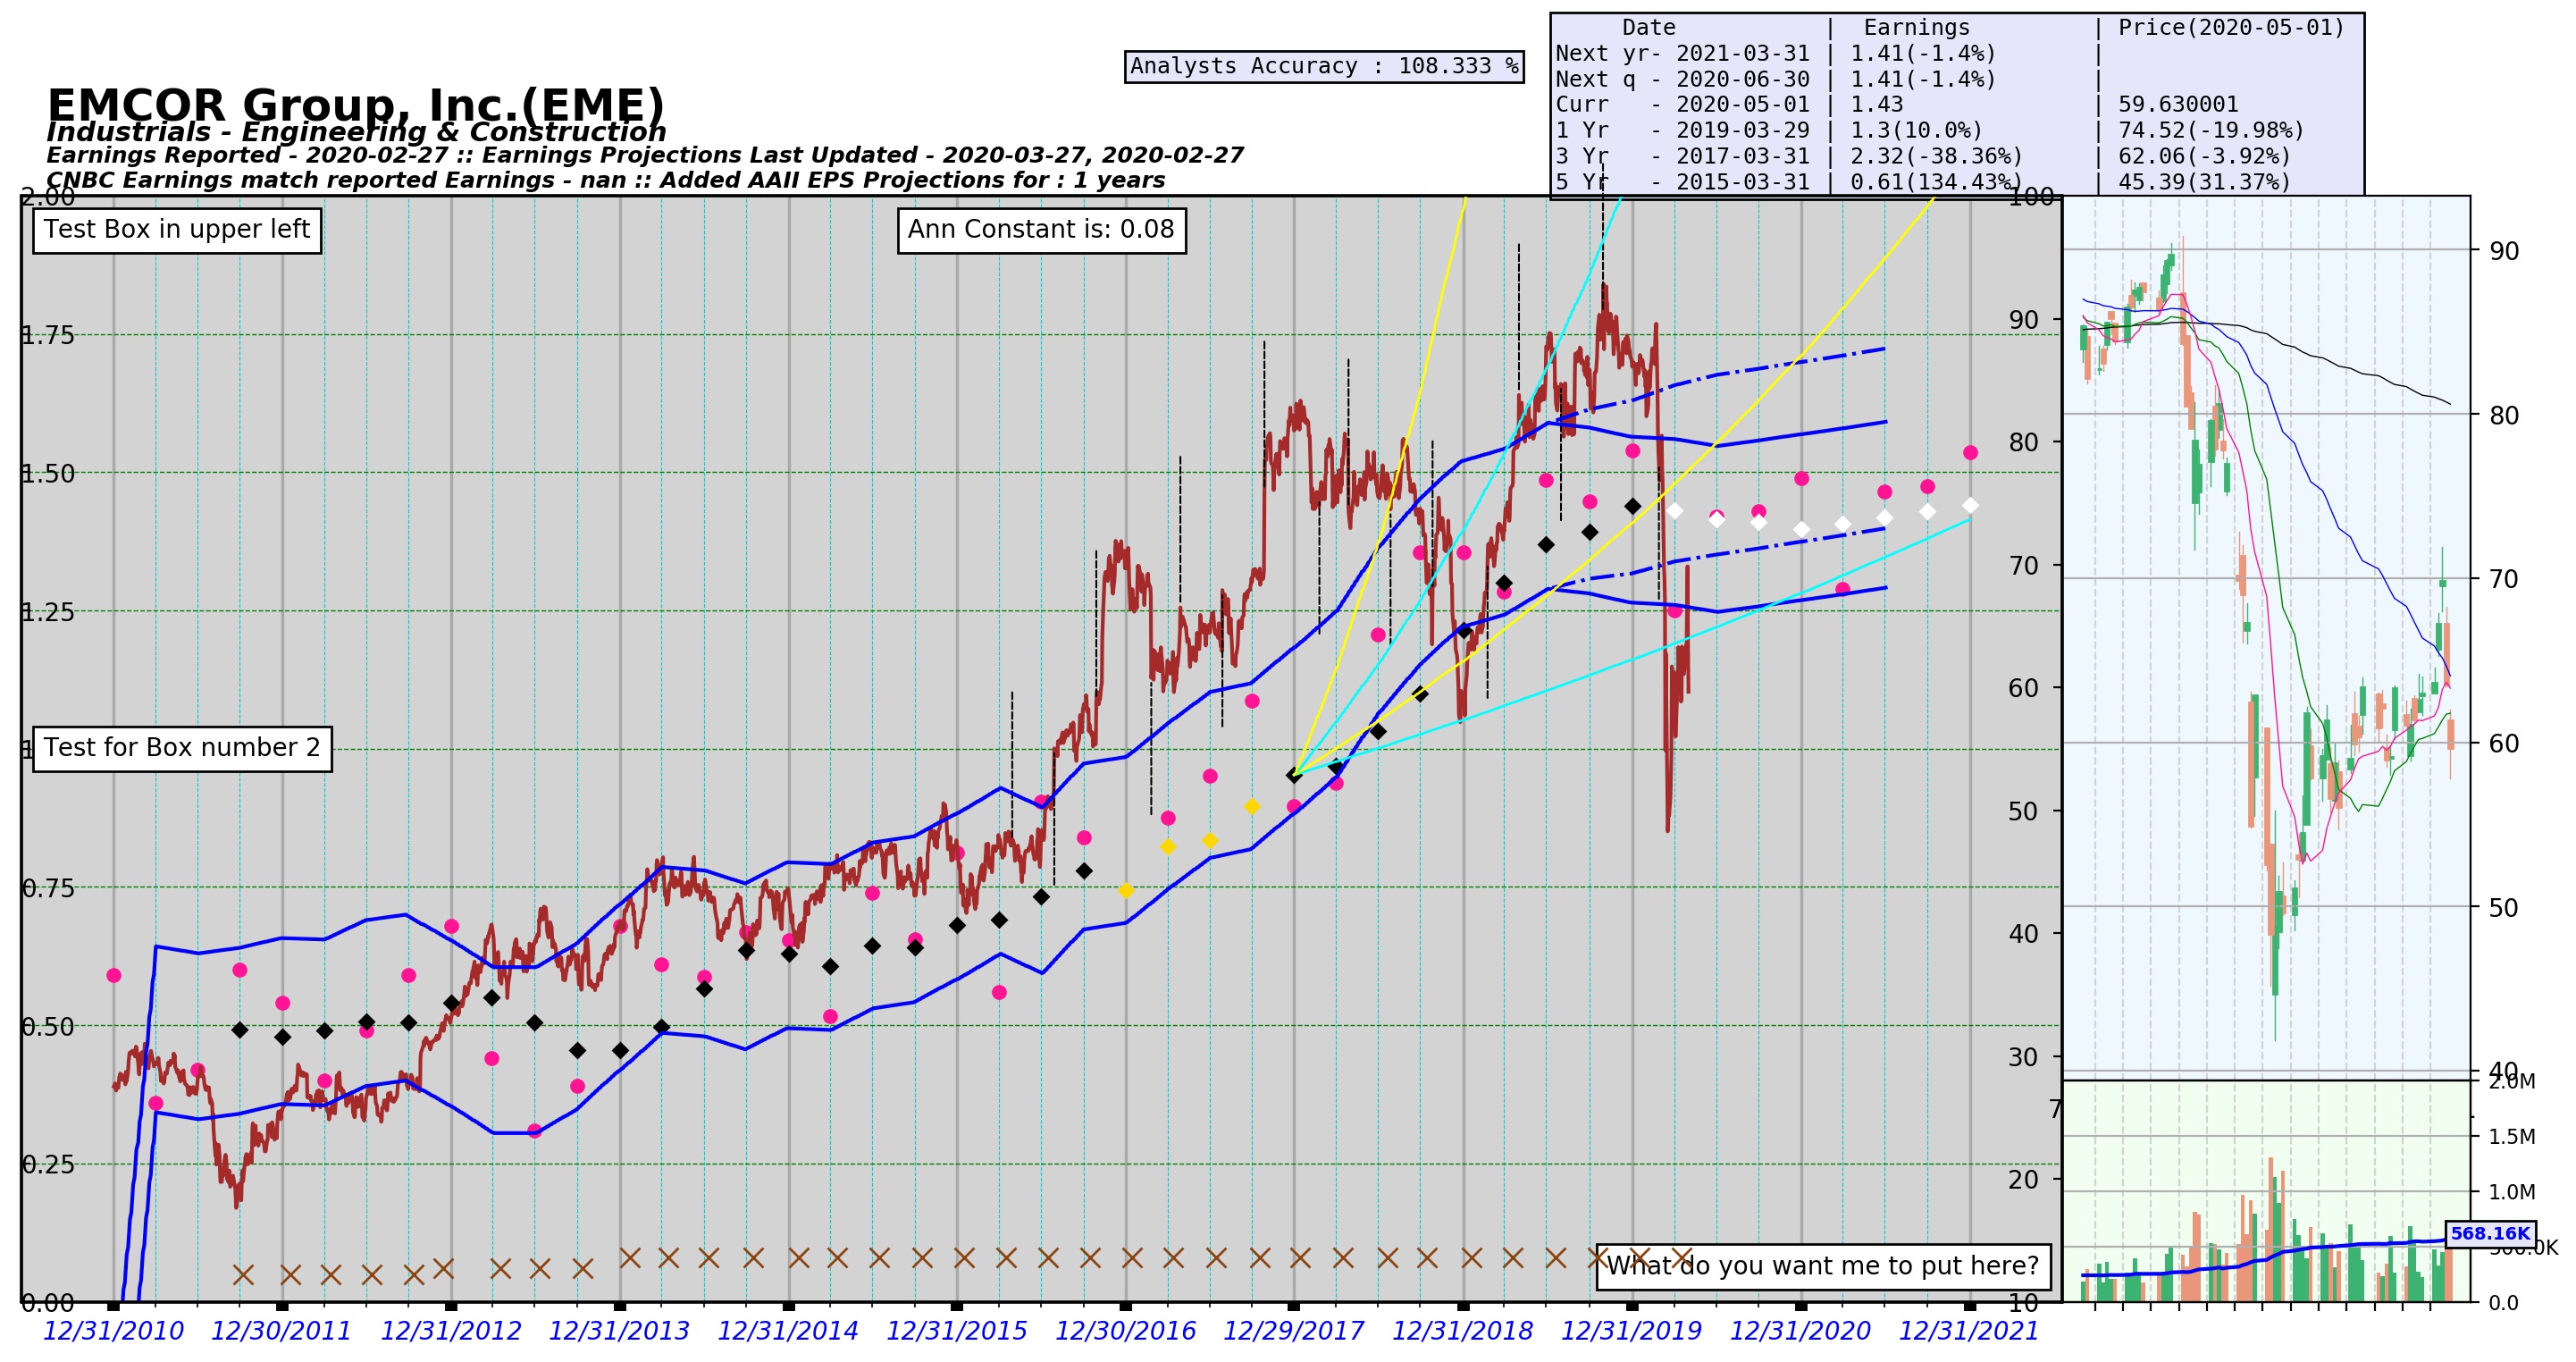 Date | Earnings | Price(2020-05-01)
Next yr- 2021-03-31 | 1.41(-1.4%) |
Next q - 2020-06-30 | 1.41(-1.4%) |
Curr - 2020-05-01 | 1.43 | 59.630001
1 Yr - 2019-03-29 | 1.3(10.0%) | 74.52(-19.98%)
3 Yr - 2017-03-31 | 2.32(-38.36%) | 62.06(-3.92%)
5 Yr - 2015-03-31 | 0.61(134.43%) | 45.39(31.37%)
Analysts Accuracy : 108.333 %
EMCOR Group, Inc.(EME)
Industrials - Engineering & Construction
Earnings Reported - 2020-02-27 :: Earnings Projections Last Updated - 2020-03-27, 2020-02-27
CNBC Earnings match reported Earnings - nan :: Added AAII EPS Projections for : 1 years
2.00
1.75
1.50
1.25
1
0.75
0.50
0.25
0.00
Test Box in upper left
Ann Constant is: 0.08
Test for Box number 2
What do you want me to put here?
100
90
80
70
60
50
40
30
20
10
7
90
80
70
60
50
40
2.0M
1.5M
1.0M
568.16K
0.0
12/31/2010 12/30/2011 12/31/2012 12/31/2013 12/31/2014 12/31/2015 12/30/2016 12/29/2017 12/31/2018 12/31/2019 12/31/2020 12/31/2021